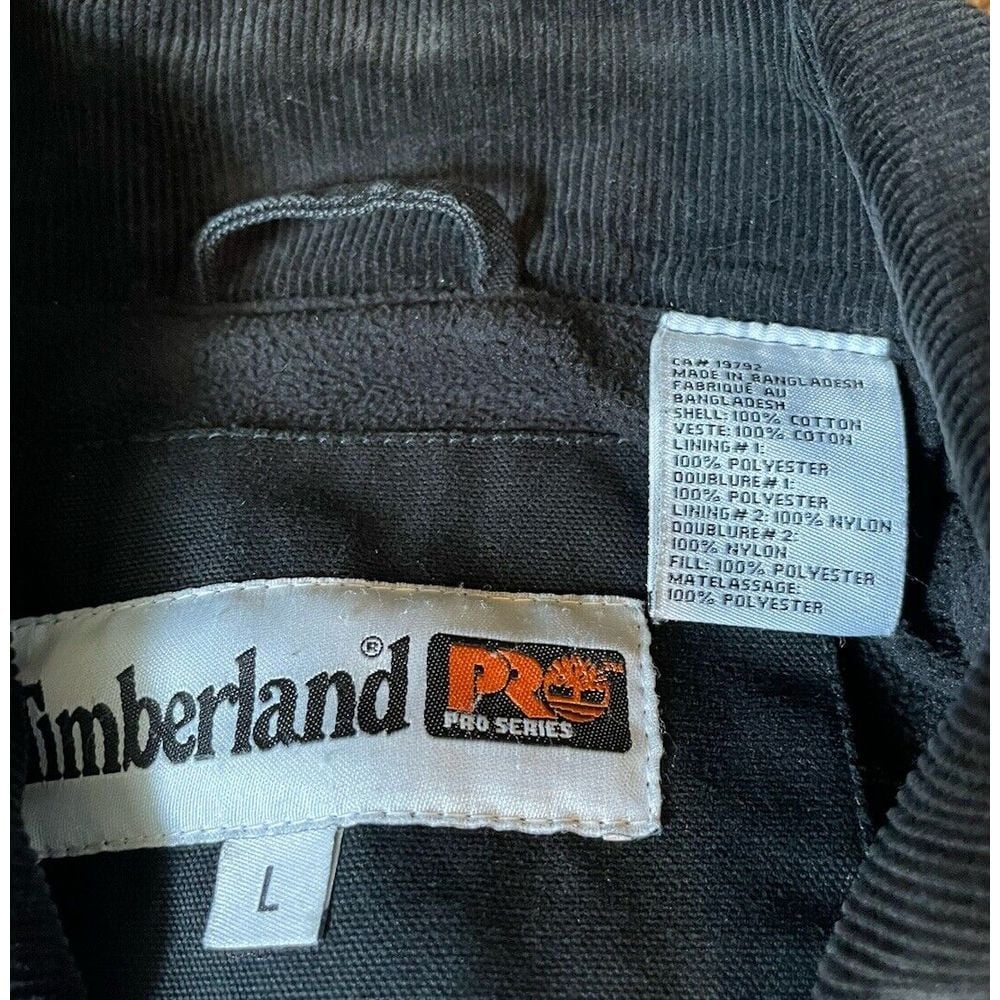 CA# 19792
MADE IN BANGLADESH
FABRIQUE AU
BANGLADESH
SHELL: 100% COTTON
VESTE: 100% COTON
LINING# 1:
100% POLYESTER
DOUBLURE# 1:
100% POLYESTER
LINING# 2: 100% NYLON
DOUBLURE# 2:
100% NYLON
FILL: 100% POLYESTER
MATELASSAGE:
100% POLYESTER
Timberland® PRO
PRO SERIES
L